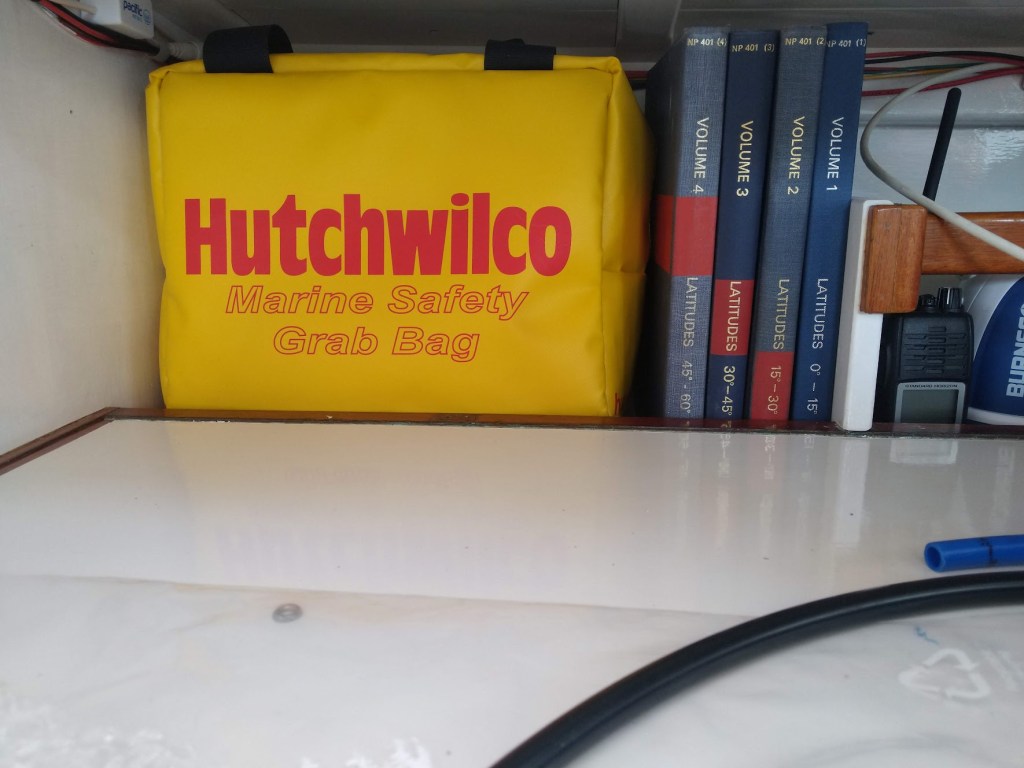 pacific
Hutchwilco
Marine Safety
Grab Bag
NP 401 (4)
VOLUME 4
LATITUDES 45°-60°
NP 401 (3)
VOLUME 3
LATITUDES 30°-45°
NP 401 (2)
VOLUME 2
LATITUDES 15°-30°
NP 401 (1)
VOLUME 1
LATITUDES 0°-15°